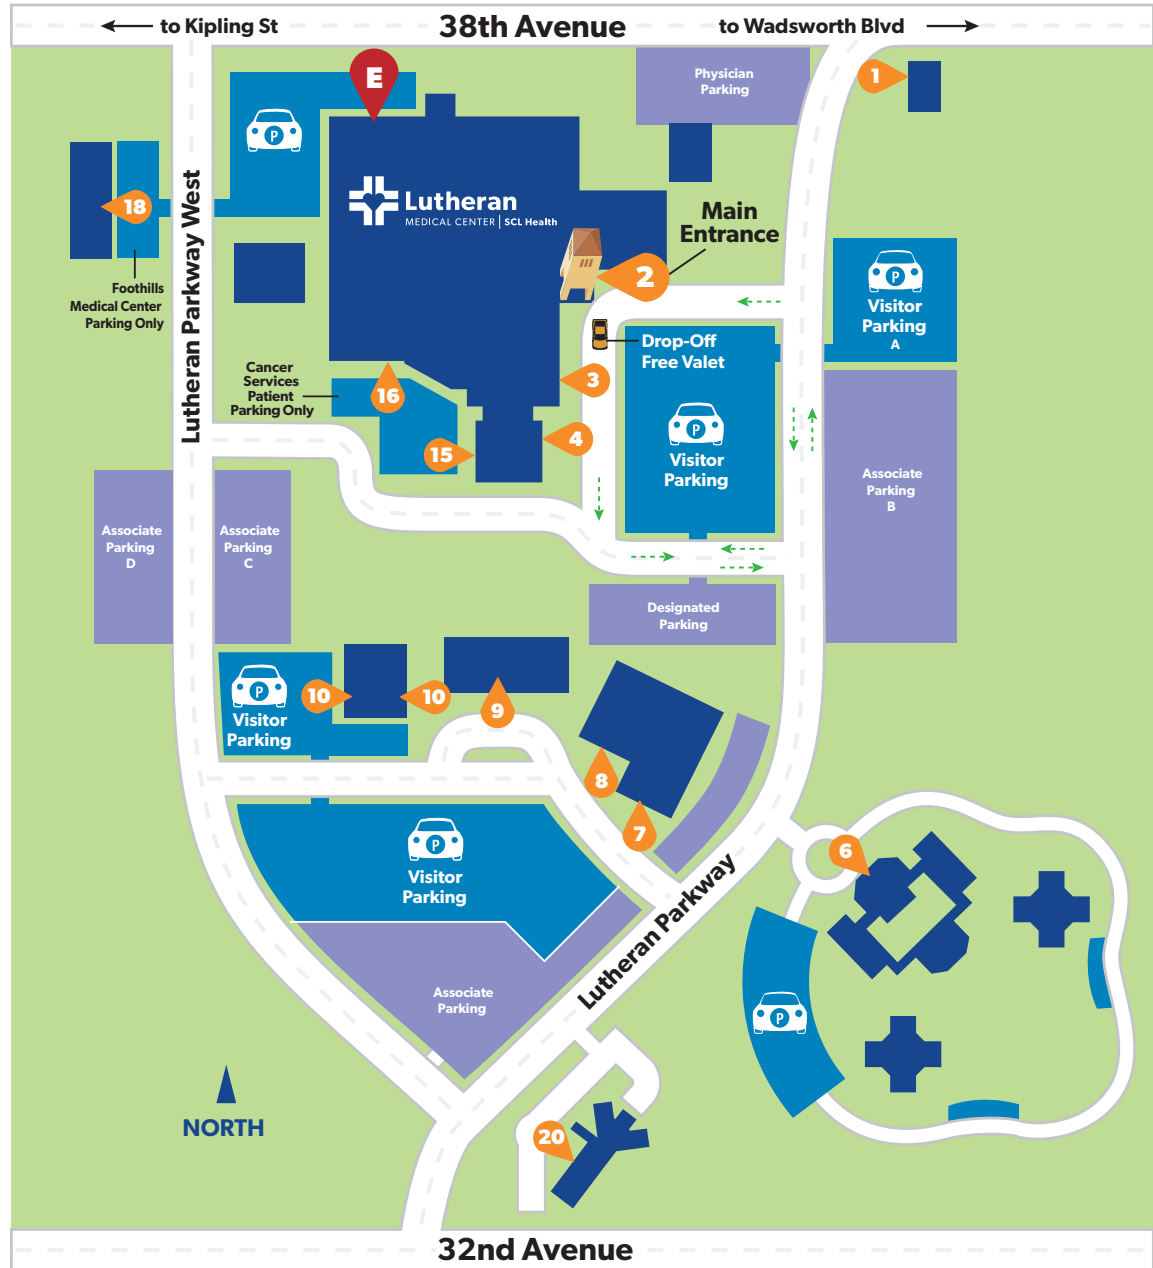 to Kipling St
38th Avenue
to Wadsworth Blvd
E
Physician
Parking
1
P
Lutheran Parkway West
18
Lutheran
MEDICAL CENTER | SCL Health
Main
Entrance
2
Foothills
Medical Center
Parking Only
P
Visitor
Parking
A
Drop-Off
Free Valet
Cancer
Services
Patient
Parking Only
16
3
P
Visitor
Parking
15
4
Associate
Parking
B
Associate
Parking
D
Associate
Parking
C
Designated
Parking
P
Visitor
Parking
10
10
9
8
7
P
Visitor
Parking
6
Lutheran Parkway
Associate
Parking
P
NORTH
20
32nd Avenue